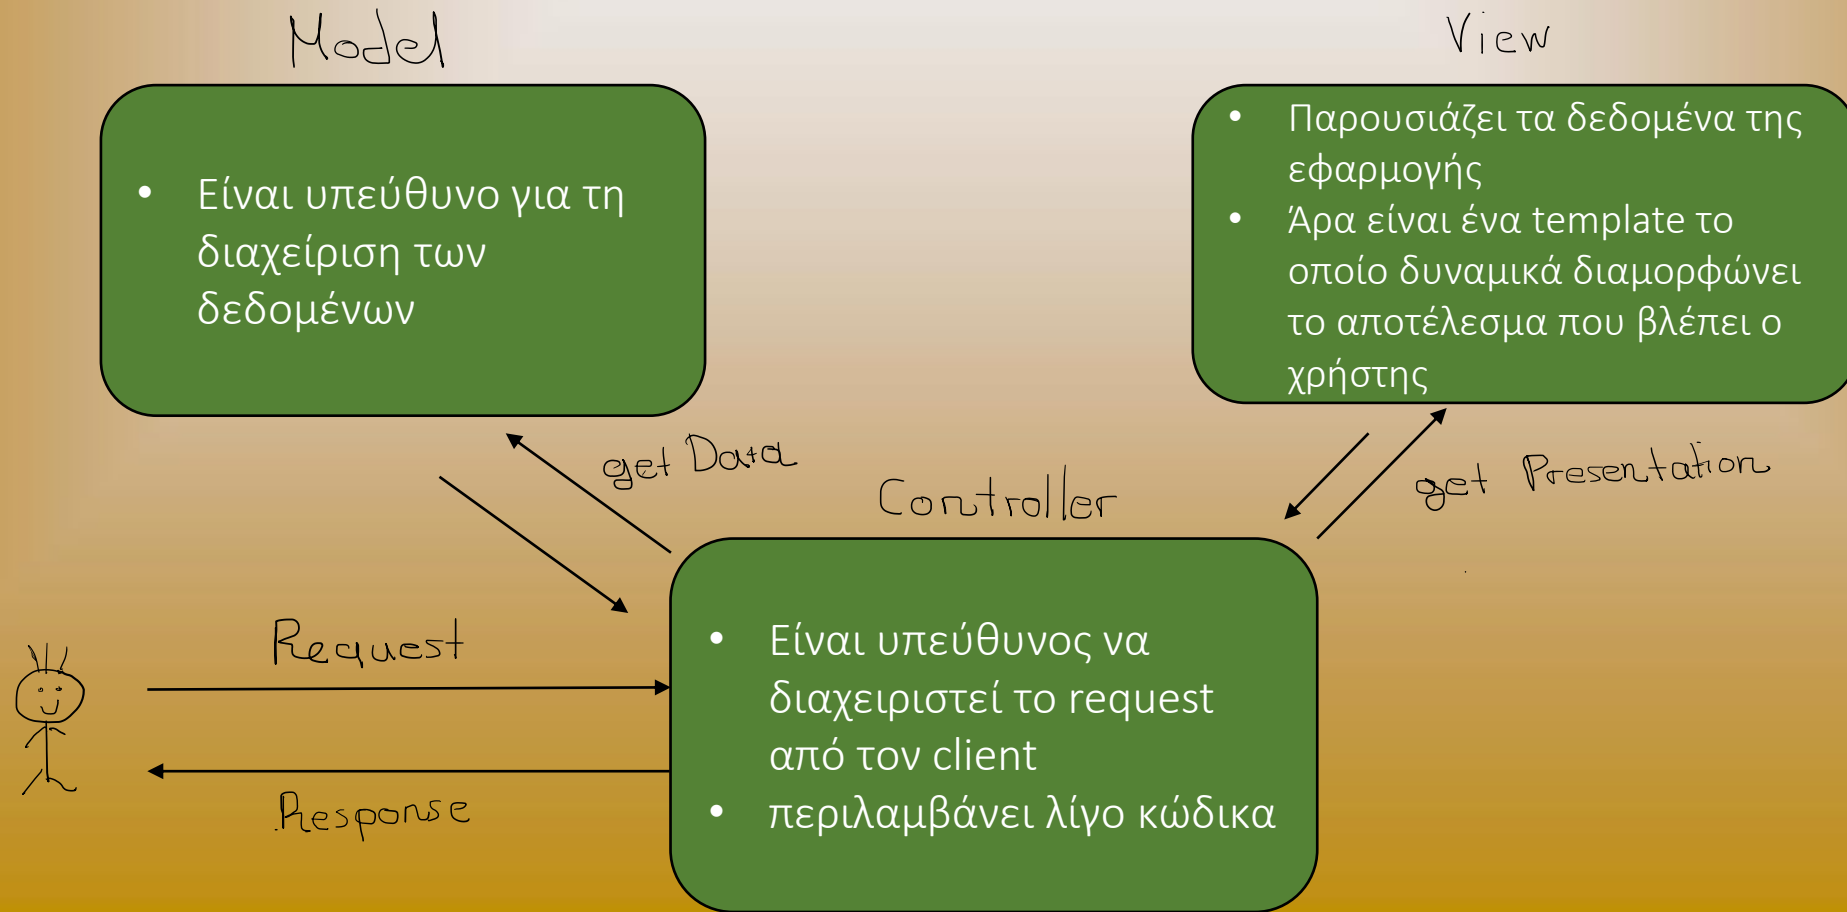 Model
View
• Είναι υπεύθυνο για τη
διαχείριση των
δεδομένων
• Παρουσιάζει τα δεδομένα της
εφαρμογής
• Άρα είναι ένα template το
οποίο δυναμικά διαμορφώνει
το αποτέλεσμα που βλέπει ο
χρήστης
get Data
get Presentation
Controller
Request
Response
• Είναι υπεύθυνος να
διαχειριστεί το request
από τον client
• περιλαμβάνει λίγο κώδικα